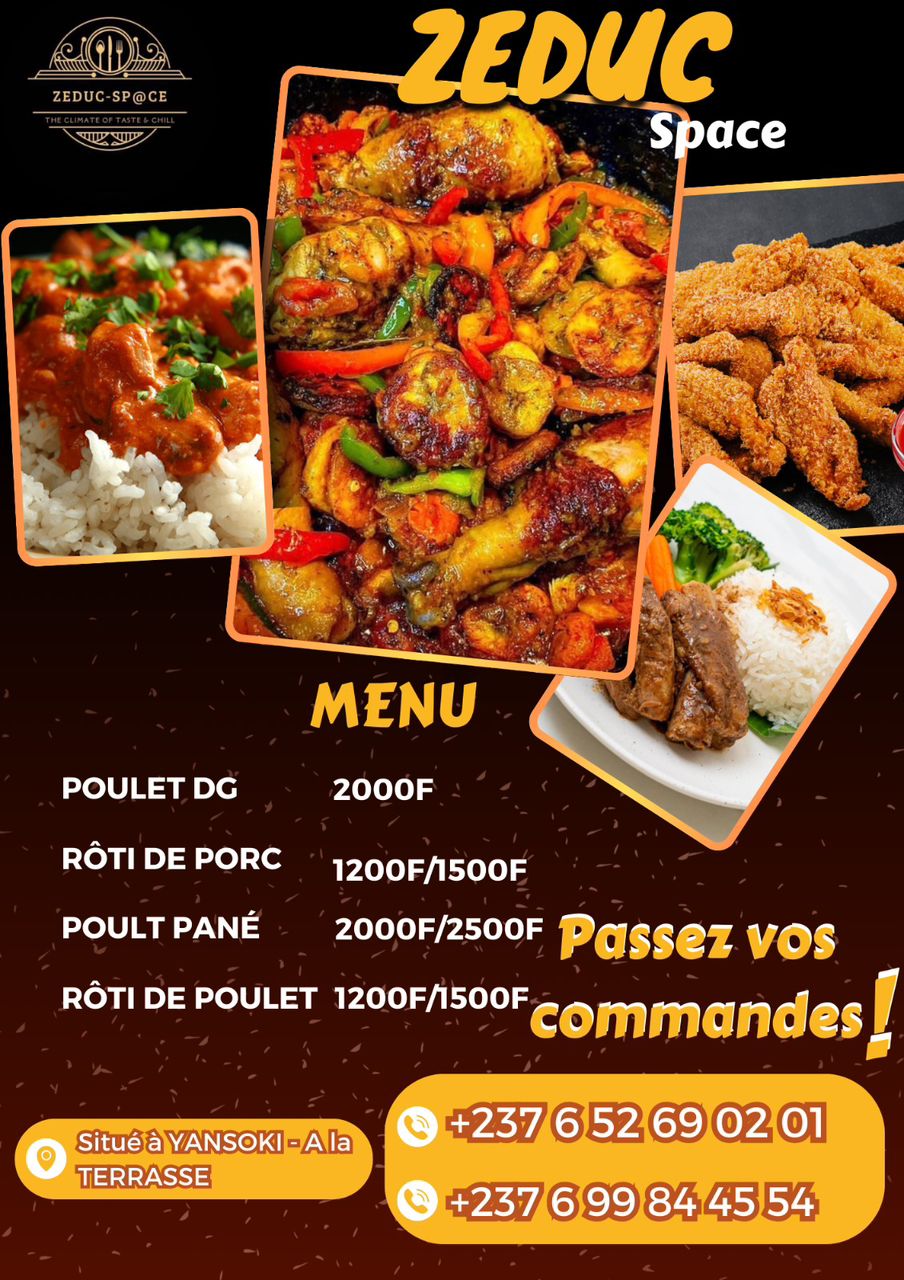 ZEDUC-SP@CE
THE CLIMATE OF TASTE & CHILL
ZEDUC
Space
MENU
POULET DG 2000F
RÔTI DE PORC 1200F/1500F
POULT PANÉ 2000F/2500F
RÔTI DE POULET 1200F/1500F
Passez vos
commandes!
Situé à YANSOKI - A la
TERRASSE
+237 6 52 69 02 01
+237 6 99 84 45 54